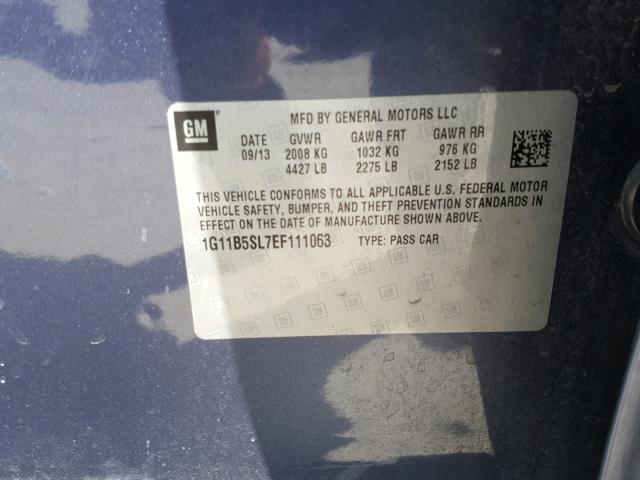 GM
MFD BY GENERAL MOTORS LLC
DATE GVWR GAWR FRT GAWR RR
09/13 2008 KG 1032 KG 976 KG
4427 LB 2275 LB 2152 LB
THIS VEHICLE CONFORMS TO ALL APPLICABLE U.S. FEDERAL MOTOR
VEHICLE SAFETY, BUMPER, AND THEFT PREVENTION STANDARDS IN
EFFECT ON THE DATE OF MANUFACTURE SHOWN ABOVE.
1G11B5SL7EF111063 TYPE: PASS CAR